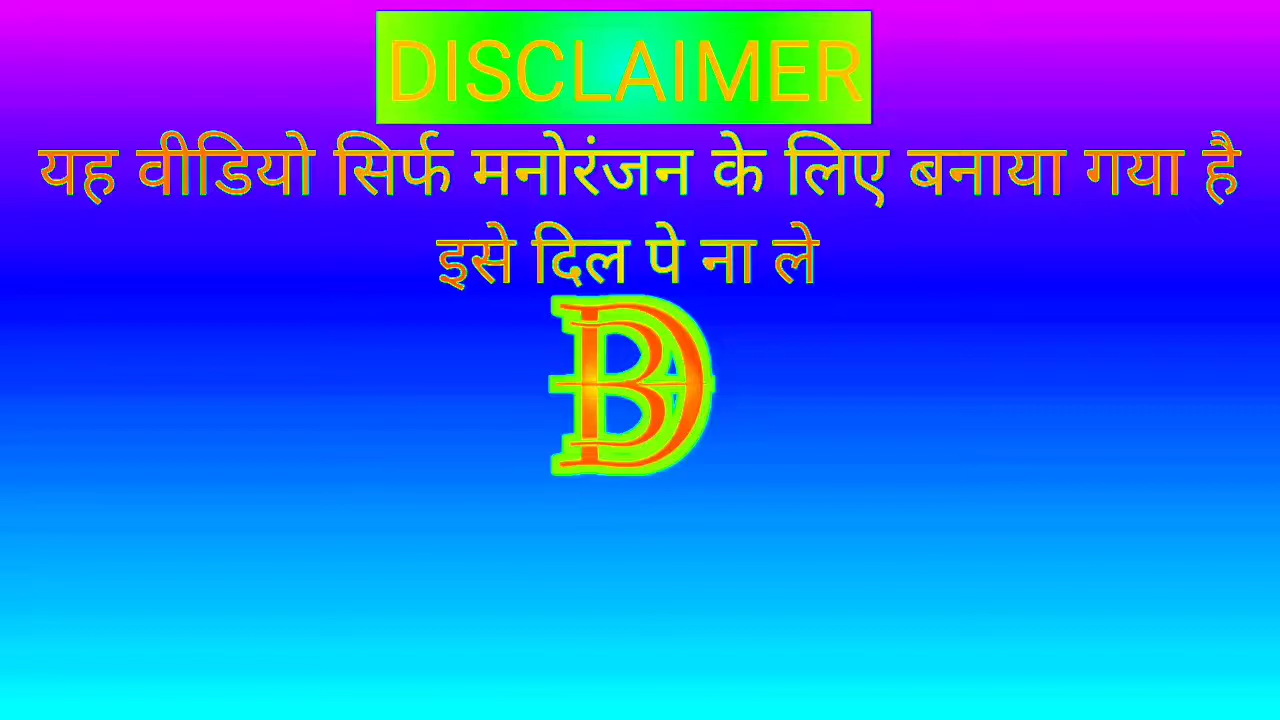 DISCLAIMER
यह वीडियो सिर्फ मनोरंजन के लिए बनाया गया है
इसे दिल पे ना ले